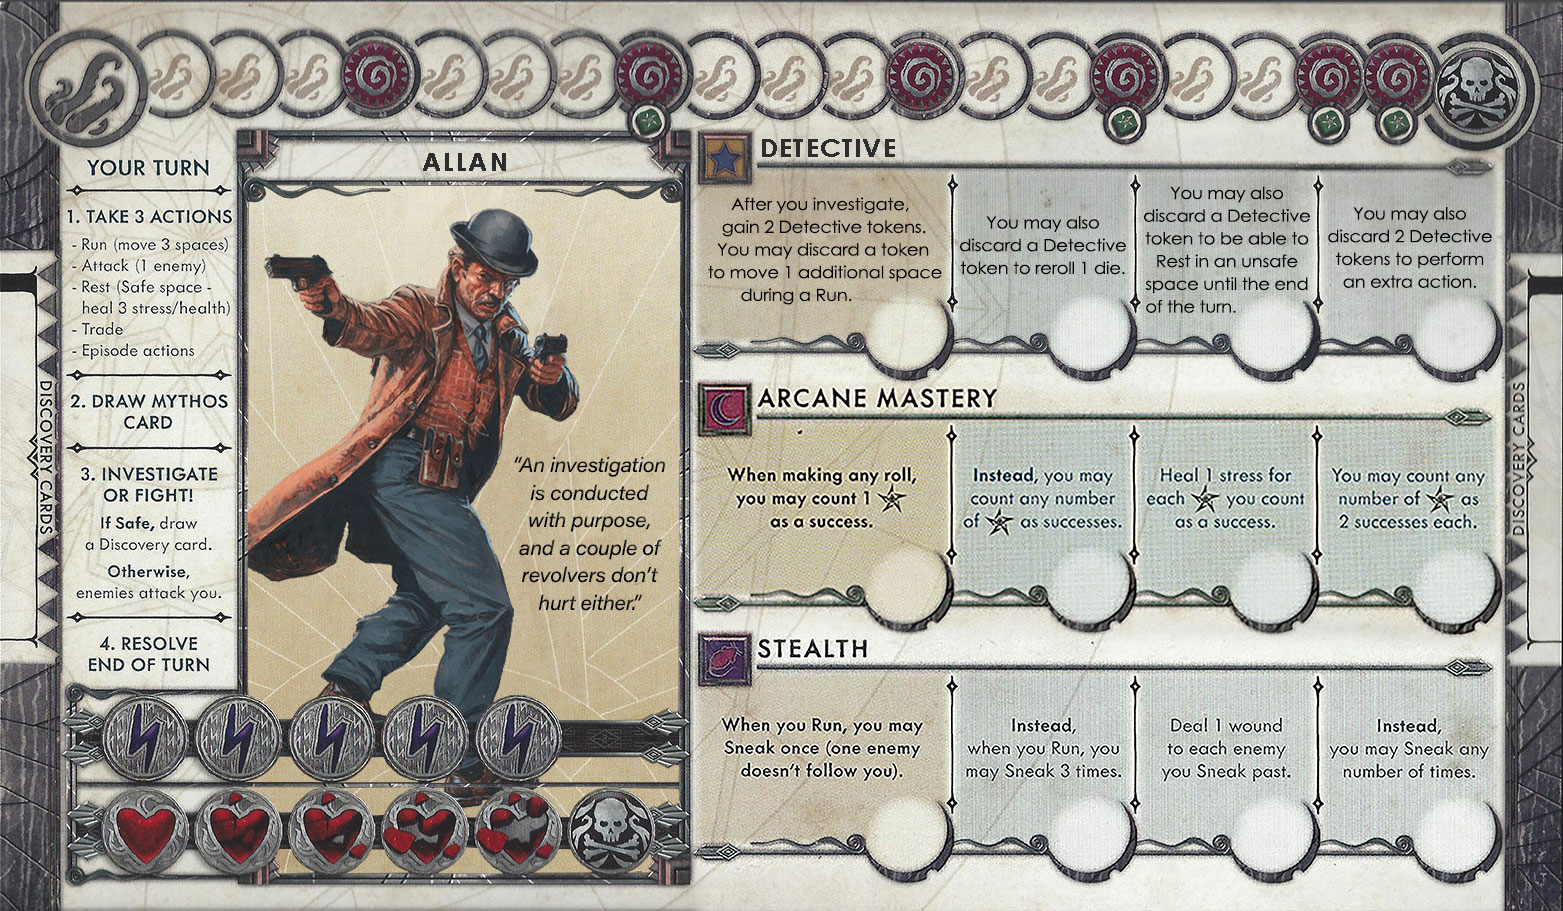 YOUR TURN
1. TAKE 3 ACTIONS
- Run (move 3 spaces)
- Attack (1 enemy)
- Rest (Safe space -
heal 3 stress/health)
- Trade
- Episode actions
2. DRAW MYTHOS
CARD
3. INVESTIGATE
OR FIGHT!
If Safe, draw
a Discovery card.
Otherwise,
enemies attack you.
4. RESOLVE
END OF TURN
DISCOVERY CARDS
ALLAN
"An investigation
is conducted
with purpose,
and a couple of
revolvers don't
hurt either."
DETECTIVE
After you investigate,
gain 2 Detective tokens.
You may discard a token
to move 1 additional space
during a Run.
You may also
discard a Detective
token to reroll 1 die.
You may also
discard a Detective
token to be able to
Rest in an unsafe
space until the end
of the turn.
You may also
discard 2 Detective
tokens to perform
an extra action.
ARCANE MASTERY
When making any roll,
you may count 1
as a success.
Instead, you may
count any number
of as successes.
Heal 1 stress for
each you count
as a success.
You may count any
number of as
2 successes each.
STEALTH
When you Run, you may
Sneak once (one enemy
doesn't follow you).
Instead,
when you Run, you
may Sneak 3 times.
Deal 1 wound
to each enemy
you Sneak past.
Instead,
you may Sneak any
number of times.
DISCOVERY CARDS